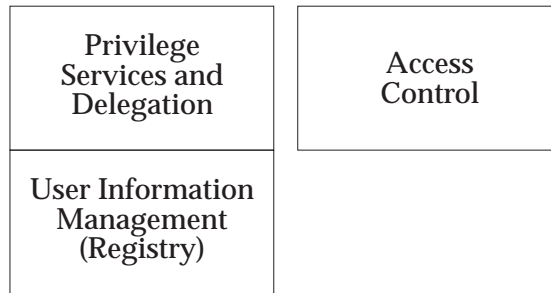 Privilege
Services and
Delegation
Access
Control
User Information
Management
(Registry)